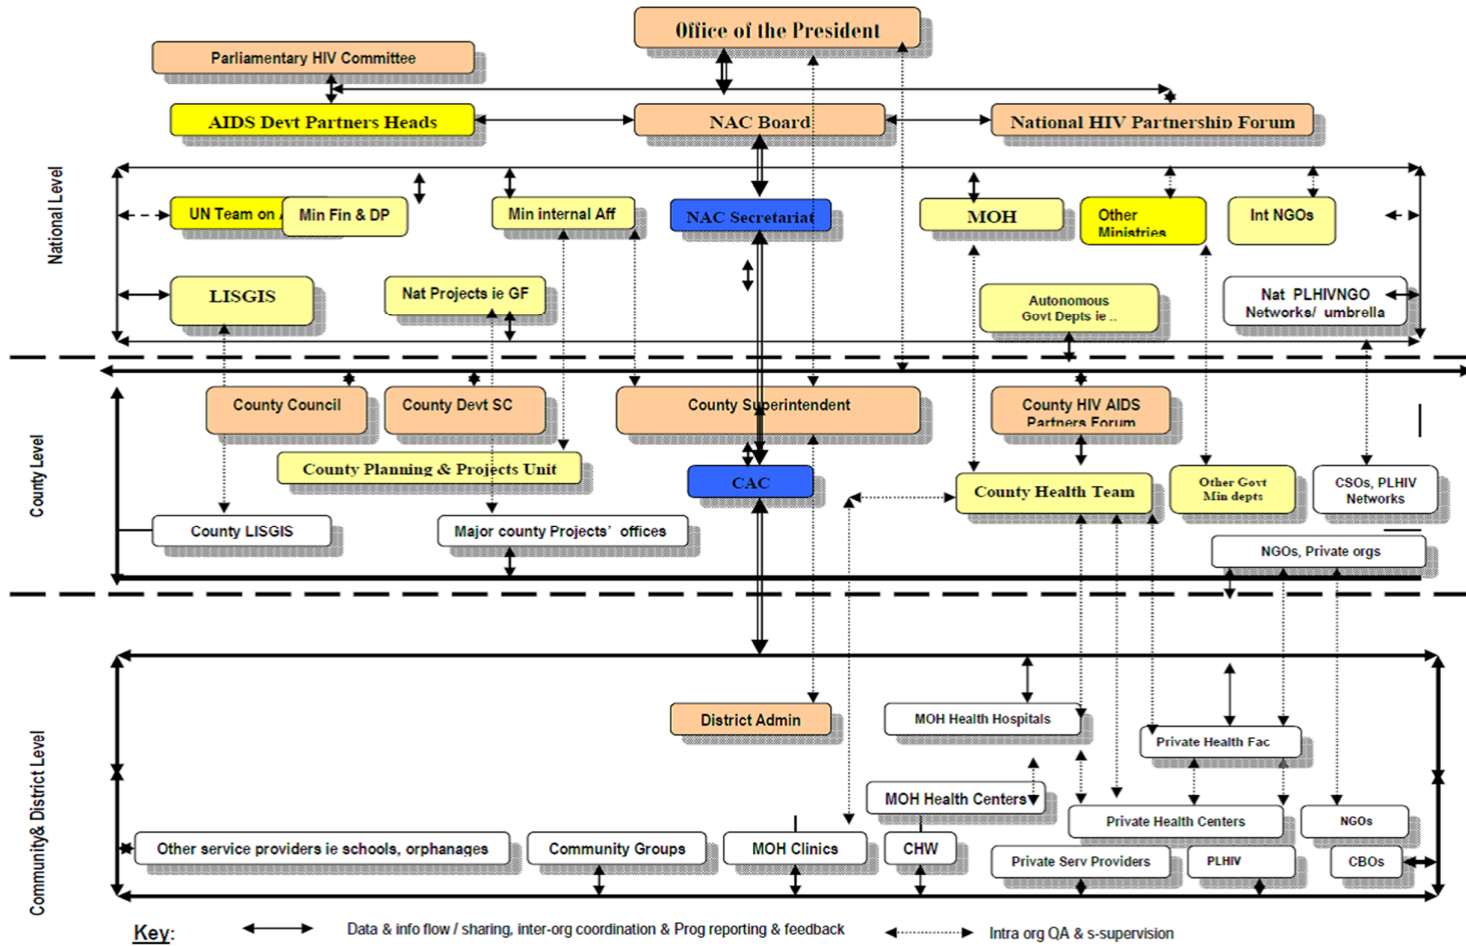 Office of the President
Parliamentary HIV Committee
AIDS Devt Partners Heads
NAC Board
National HIV Partnership Forum
National Level
UN Team on
Min Fin & DP
Min internal Aff
NAC Secretariat
MOH
Other
Ministries
Int NGOs
LISGIS
Nat Projects ie GF
Autonomous
Govt Depts ie ..
Nat PLHIVNGO
Networks/ umbrella
County Level
County Council
County Devt SC
County Superintendent
County HIV AIDS
Partners Forum
County Planning & Projects Unit
CAC
County Health Team
Other Govt
Min depts
CSOs, PLHIV
Networks
County LISGIS
Major county Projects' offices
NGOs, Private orgs
Community& District Level
District Admin
MOH Health Hospitals
Private Health Fac
MOH Health Centers
Private Health Centers
NGOs
Other service providers ie schools, orphanages
Community Groups
MOH Clinics
CHW
Private Serv Providers
PLHIV
CBOs
Key:
Data & info flow / sharing, inter-org coordination & Prog reporting & feedback
Intra org QA & s-supervision